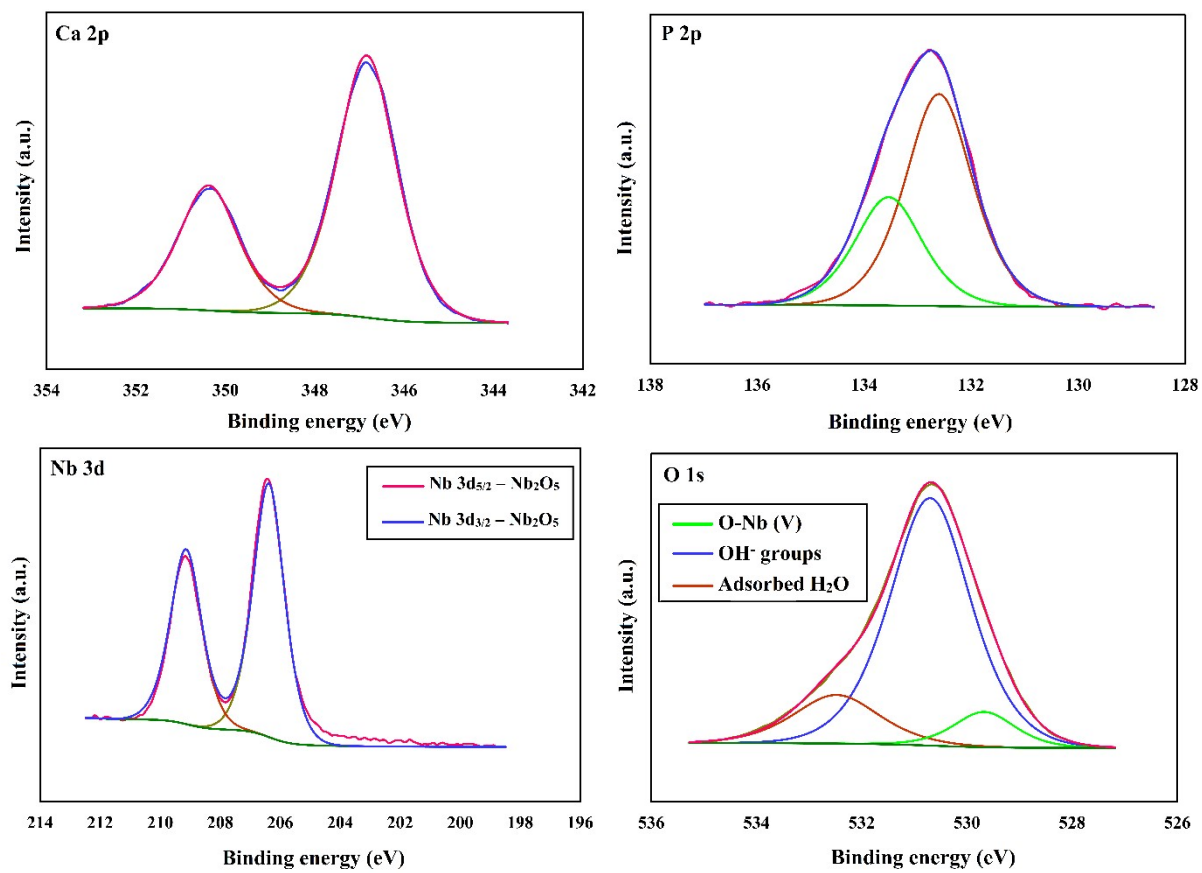 Ca 2p
Intensity (a.u.)
354 352 350 348 346 344 342
Binding energy (eV)
P 2p
Intensity (a.u.)
138 136 134 132 130 128
Binding energy (eV)
Nb 3d
Nb 3d₅/₂ – Nb₂O₅
Nb 3d₃/₂ – Nb₂O₅
Intensity (a.u.)
214 212 210 208 206 204 202 200 198 196
Binding energy (eV)
O 1s
O-Nb (V)
OH⁻ groups
Adsorbed H₂O
Intensity (a.u.)
536 534 532 530 528 526
Binding energy (eV)